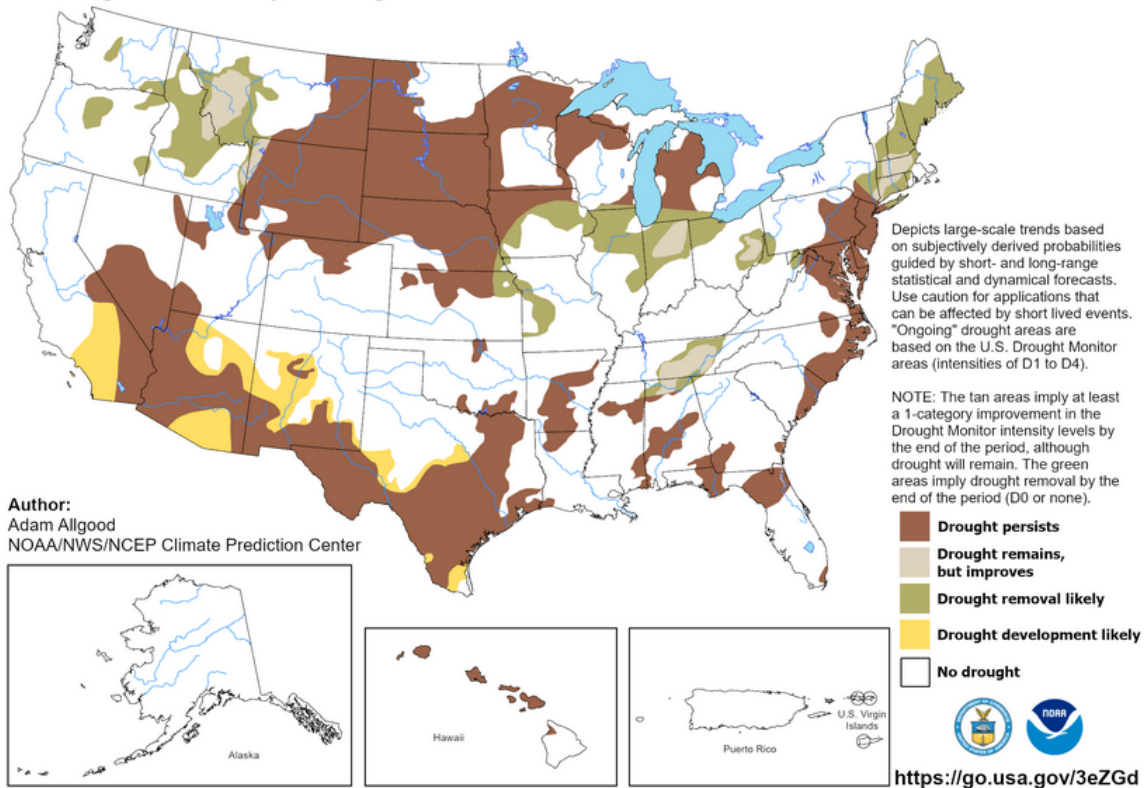 Depicts large-scale trends based
on subjectively derived probabilities
guided by short- and long-range
statistical and dynamical forecasts.
Use caution for applications that
can be affected by short lived events.
"Ongoing" drought areas are
based on the U.S. Drought Monitor
areas (intensities of D1 to D4).
NOTE: The tan areas imply at least
a 1-category improvement in the
Drought Monitor intensity levels by
the end of the period, although
drought will remain. The green
areas imply drought removal by the
end of the period (D0 or none).
Author:
Adam Allgood
NOAA/NWS/NCEP Climate Prediction Center
Drought persists
Drought remains,
but improves
Drought removal likely
Drought development likely
No drought
Alaska
Hawaii
Puerto Rico
U.S. Virgin
Islands
NOAA
https://go.usa.gov/3eZGd